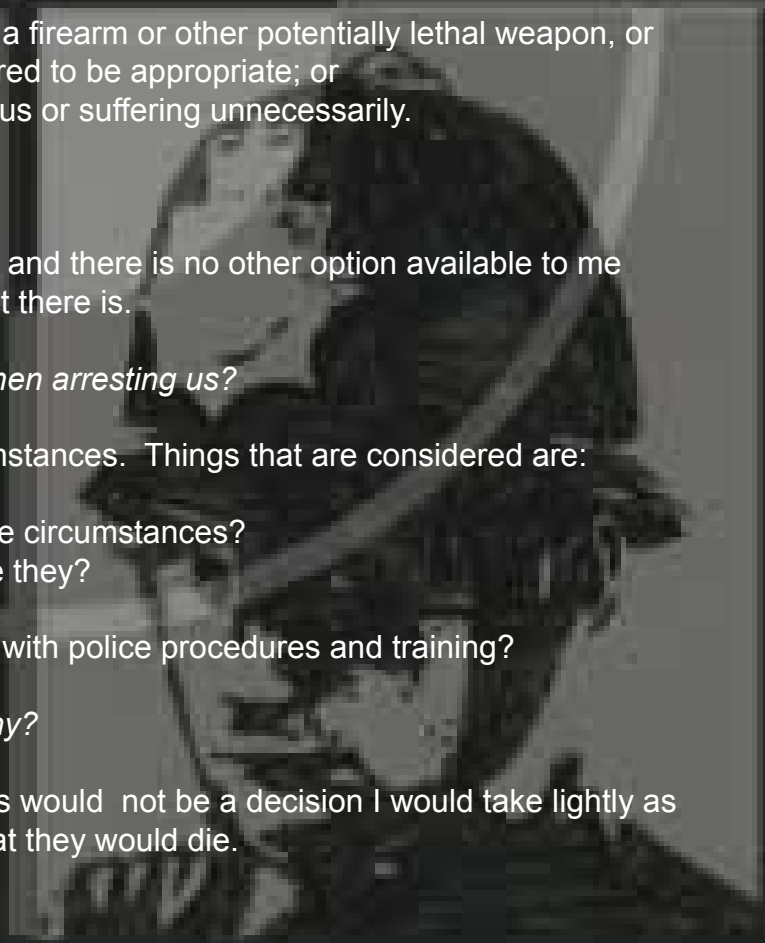 a firearm or other potentially lethal weapon, or
red to be appropriate; or
us or suffering unnecessarily.
and there is no other option available to me
t there is.
hen arresting us?
nstances.  Things that are considered are:
e circumstances?
e they?
with police procedures and training?
ny?
s would  not be a decision I would take lightly as
at they would die.